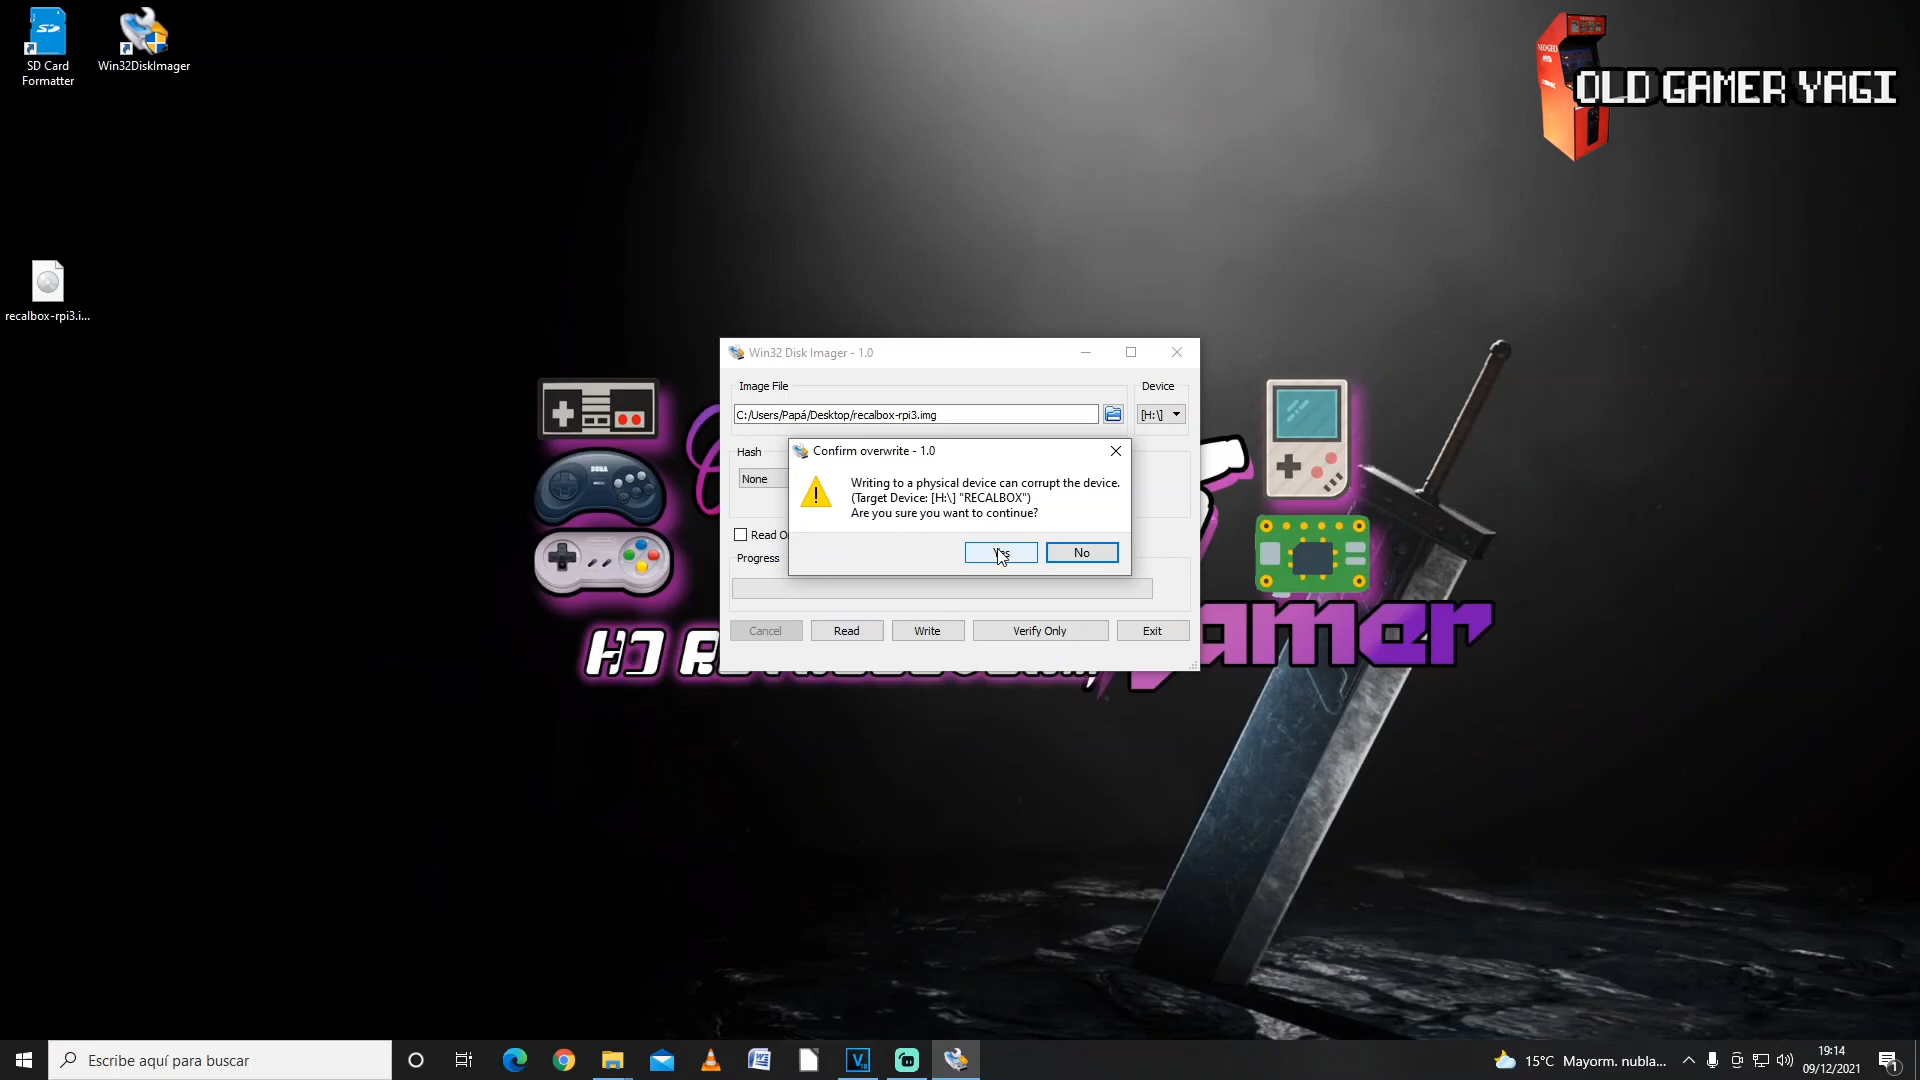 SD Card
Formatter
Win32DiskImager
OLD GAMER YAGI
recalbox-rpi3.i...
Win32 Disk Imager - 1.0
Image File
Device
C:/Users/Papá/Desktop/recalbox-rpi3.img
[H:\]
Hash
None
Confirm overwrite - 1.0
Writing to a physical device can corrupt the device.
(Target Device: [H:\] "RECALBOX")
Are you sure you want to continue?
Yes
No
Progress
Cancel
Read
Write
Verify Only
Exit
SEGA
Escribe aquí para buscar
15°C Mayorm. nubla...
19:14
09/12/2021
1